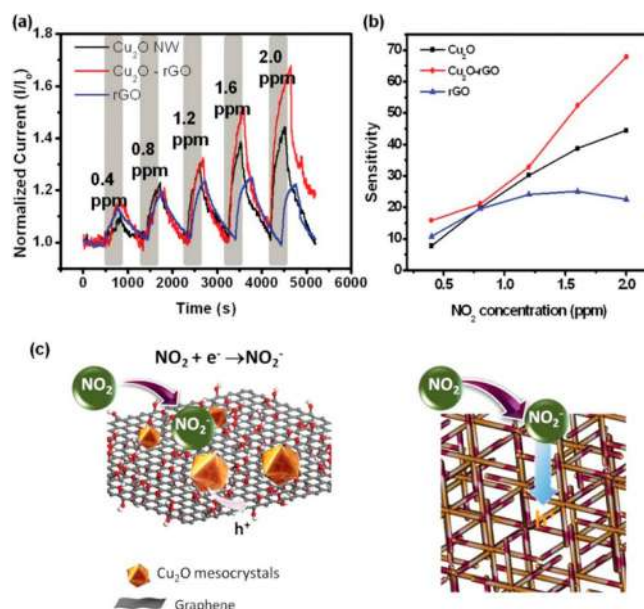 (a)
Cu₂O NW
Cu₂O - rGO
rGO
0.4
ppm
0.8
ppm
1.2
ppm
1.6
ppm
2.0
ppm
Normalized Current (I/I₀)
1.0
1.2
1.4
1.6
1.8
0 1000 2000 3000 4000 5000 6000
Time (s)
(b)
Cu₂O
Cu₂O-rGO
rGO
Sensitivity
0
10
20
30
40
50
60
70
0.5 1.0 1.5 2.0
NO₂ concentration (ppm)
(c)
NO₂ + e⁻ →NO₂⁻
NO₂
NO₂⁻
h⁺
Cu₂O mesocrystals
Graphene
NO₂
NO₂⁻